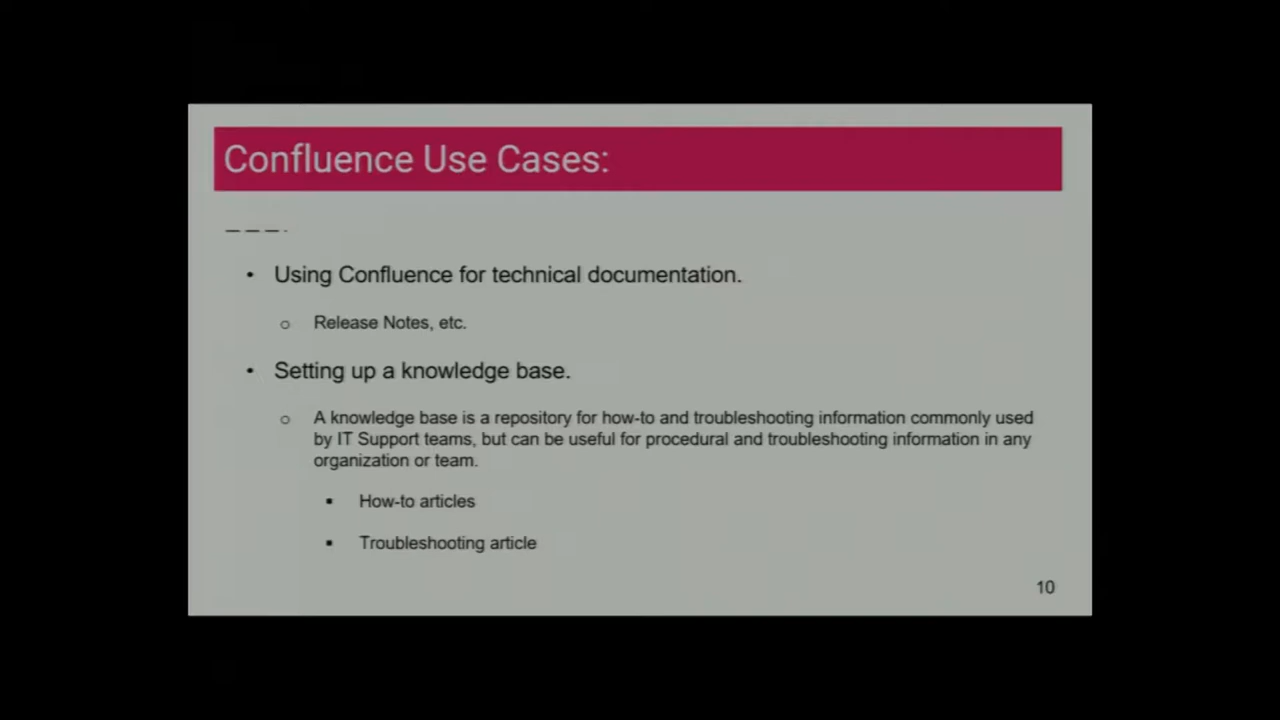 Confluence Use Cases:
• Using Confluence for technical documentation.
o Release Notes, etc.
• Setting up a knowledge base.
o A knowledge base is a repository for how-to and troubleshooting information commonly used
by IT Support teams, but can be useful for procedural and troubleshooting information in any
organization or team.
▪ How-to articles
▪ Troubleshooting article
10